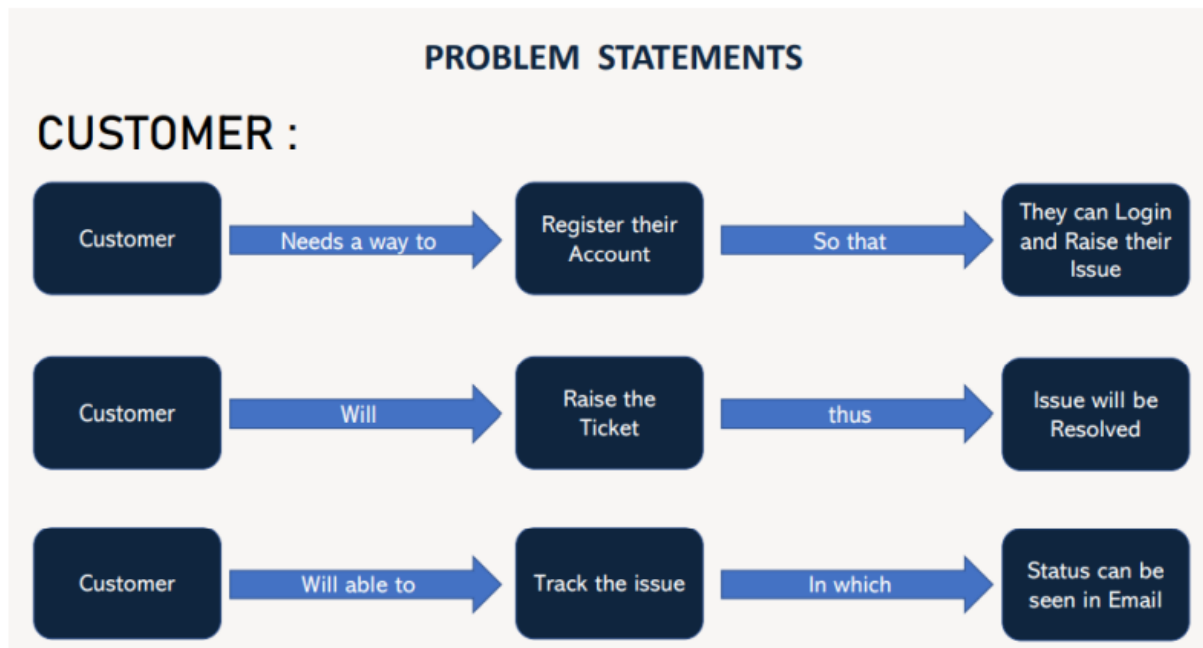 PROBLEM STATEMENTS
CUSTOMER :
Customer
Needs a way to
Register their
Account
So that
They can Login
and Raise their
Issue
Customer
Will
Raise the
Ticket
thus
Issue will be
Resolved
Customer
Will able to
Track the issue
In which
Status can be
seen in Email